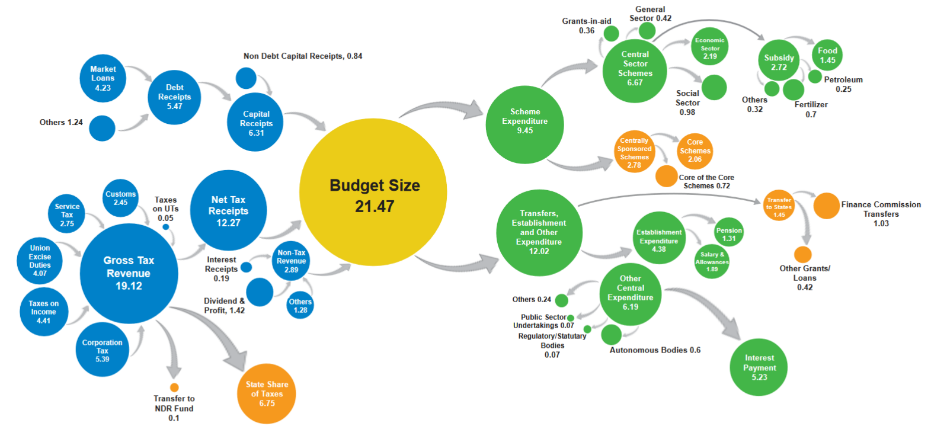 Market
Loans
4.23
Others 1.24
Debt
Receipts
5.47
Non Debt Capital Receipts, 0.84
Capital
Receipts
6.31
Customs
2.45
Taxes
on UTs
0.05
Service
Tax
2.75
Union
Excise
Duties
4.07
Taxes on
Income
4.41
Corporation
Tax
5.39
Gross Tax
Revenue
19.12
Transfer to
NDR Fund
0.1
State Share
of Taxes
6.75
Net Tax
Receipts
12.27
Interest
Receipts
0.19
Dividend &
Profit, 1.42
Non-Tax
Revenue
2.89
Others
1.28
Budget Size
21.47
Scheme
Expenditure
9.45
Grants-in-aid
0.36
General
Sector 0.42
Central
Sector
Schemes
6.67
Economic
Sector
2.19
Social
Sector
0.98
Subsidy
2.72
Food
1.45
Petroleum
0.25
Fertilizer
0.7
Others
0.32
Centrally
Sponsored
Schemes
2.78
Core
Schemes
2.06
Core of the Core
Schemes 0.72
Transfers,
Establishment
and Other
Expenditure
12.02
Transfer
to States
1.45
Finance Commission
Transfers
1.03
Other Grants/
Loans
0.42
Establishment
Expenditure
4.38
Pension
1.31
Salary &
Allowances
Other
Central
Expenditure
6.19
Others 0.24
Public Sector
Undertakings 0.07
Regulatory/Statutary
Bodies
0.07
Autonomous Bodies 0.6
Interest
Payment
5.23